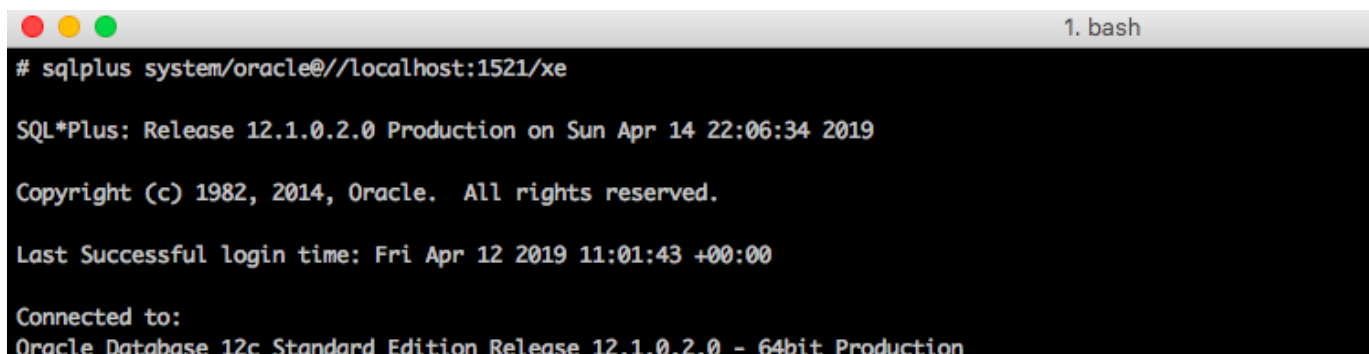 1. bash
# sqlplus system/oracle@//localhost:1521/xe
SQL*Plus: Release 12.1.0.2.0 Production on Sun Apr 14 22:06:34 2019
Copyright (c) 1982, 2014, Oracle.  All rights reserved.
Last Successful login time: Fri Apr 12 2019 11:01:43 +00:00
Connected to:
Oracle Database 12c Standard Edition Release 12.1.0.2.0 - 64bit Production